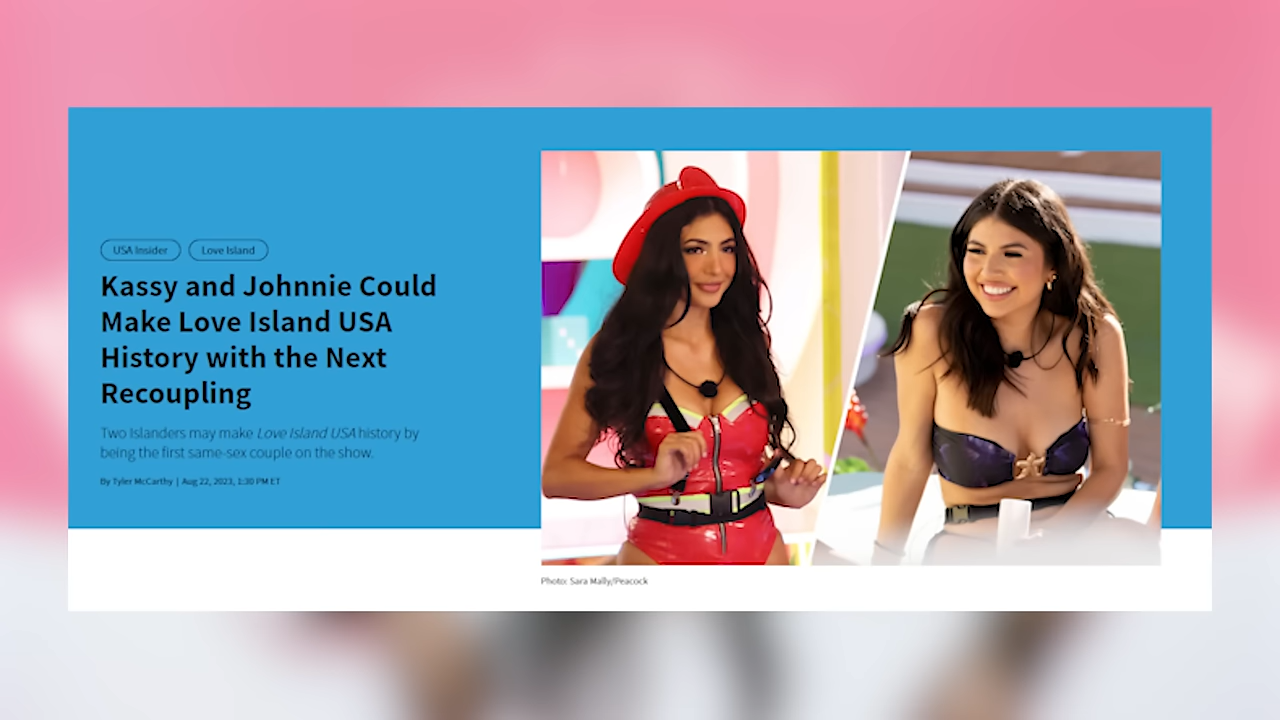 USA Insider
Love Island
Kassy and Johnnie Could
Make Love Island USA
History with the Next
Recoupling
Two Islanders may make Love Island USA history by
being the first same-sex couple on the show.
By Tyler McCarthy | Aug 22, 2023, 1:30 PM ET
Photo: Sara Mally/Peacock